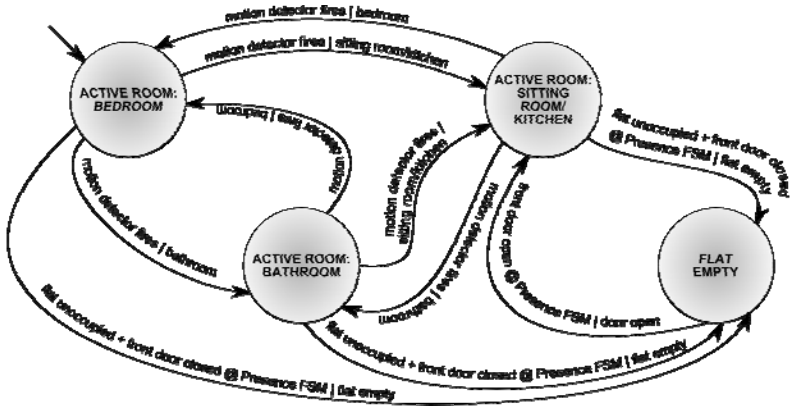 motion detector fires | bedroom
motion detector fires | sitting room/kitchen
ACTIVE ROOM:
BEDROOM
ACTIVE ROOM:
SITTING
ROOM/
KITCHEN
motion detector fires | bedroom
motion detector fires |
sitting room/kitchen
flat unoccupied + front door closed
@ Presence FSM | flat empty
motion detector fires | bathroom
motion detector fires | bathroom
front door open @ Presence FSM | door apart
ACTIVE ROOM:
BATHROOM
FLAT
EMPTY
flat unoccupied + front door closed @ Presence FSM | flat empty
flat unoccupied + front door closed @ Presence FSM | flat empty